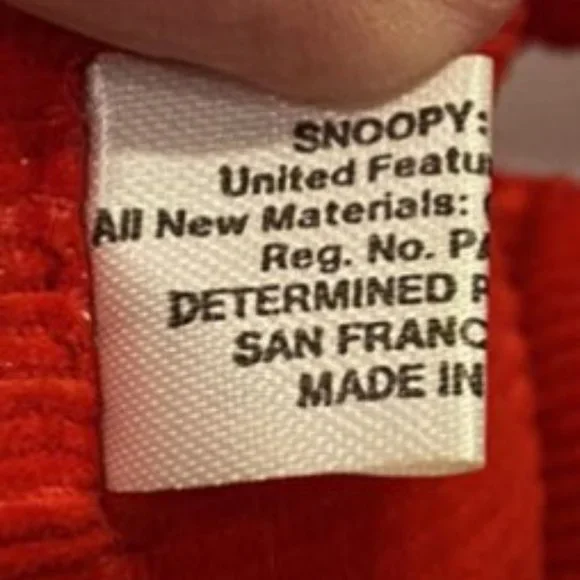 SNOOPY:
United Featu
All New Materials: (
Reg. No. PA
DETERMINED P
SAN FRANC
MADE IN